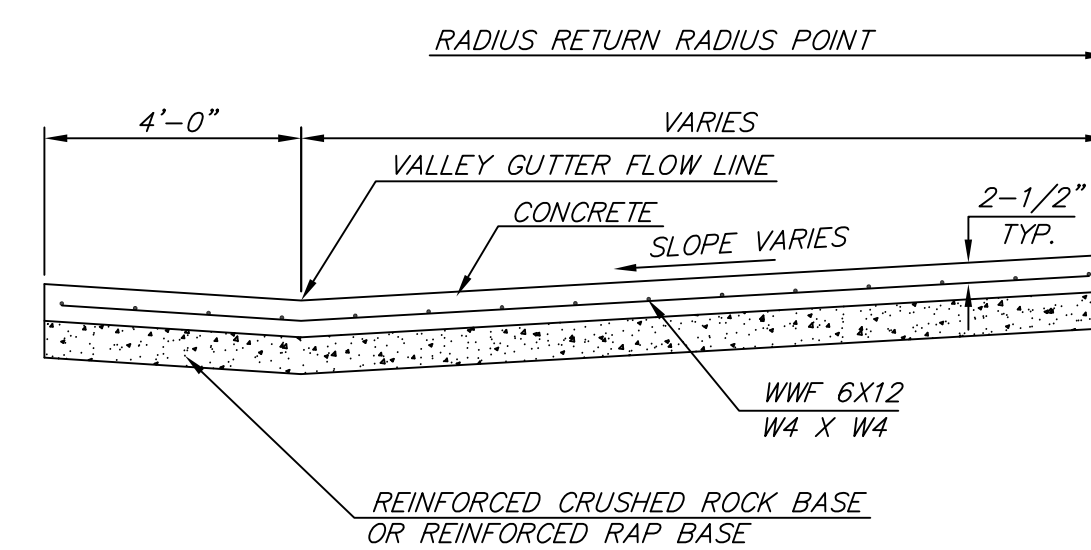 RADIUS RETURN RADIUS POINT
4'-0"
VARIES
VALLEY GUTTER FLOW LINE
CONCRETE
SLOPE VARIES
2-1/2"
TYP.
WWF 6X12
W4 X W4
REINFORCED CRUSHED ROCK BASE
OR REINFORCED RAP BASE